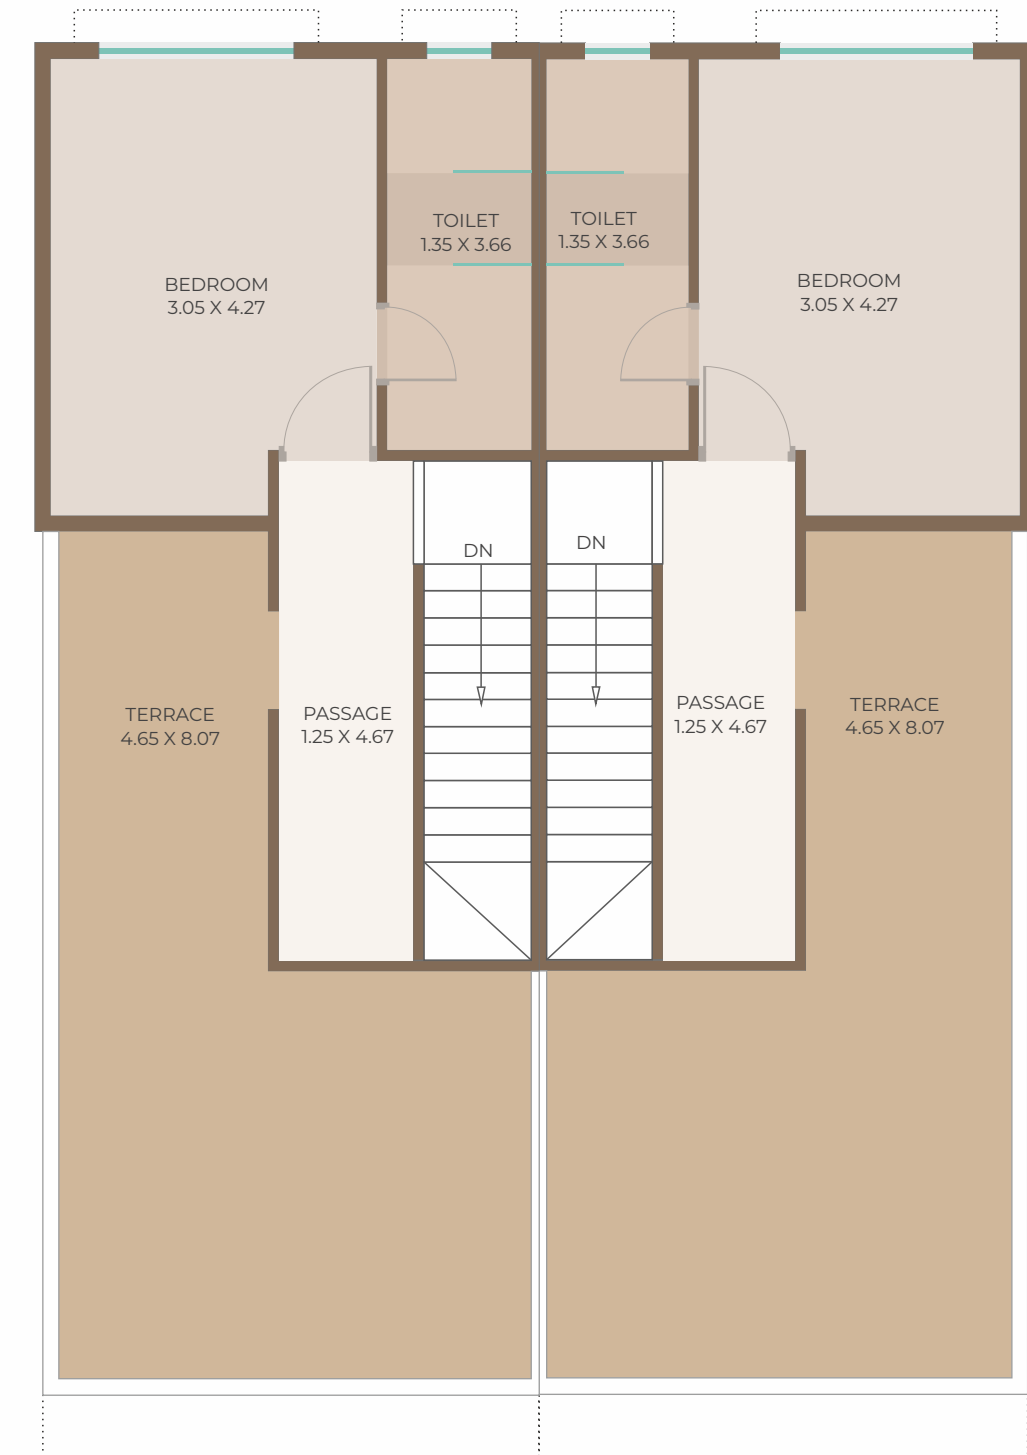 TOILET
1.35 X 3.66
TOILET
1.35 X 3.66
BEDROOM
3.05 X 4.27
BEDROOM
3.05 X 4.27
DN
DN
TERRACE
4.65 X 8.07
PASSAGE
1.25 X 4.67
PASSAGE
1.25 X 4.67
TERRACE
4.65 X 8.07